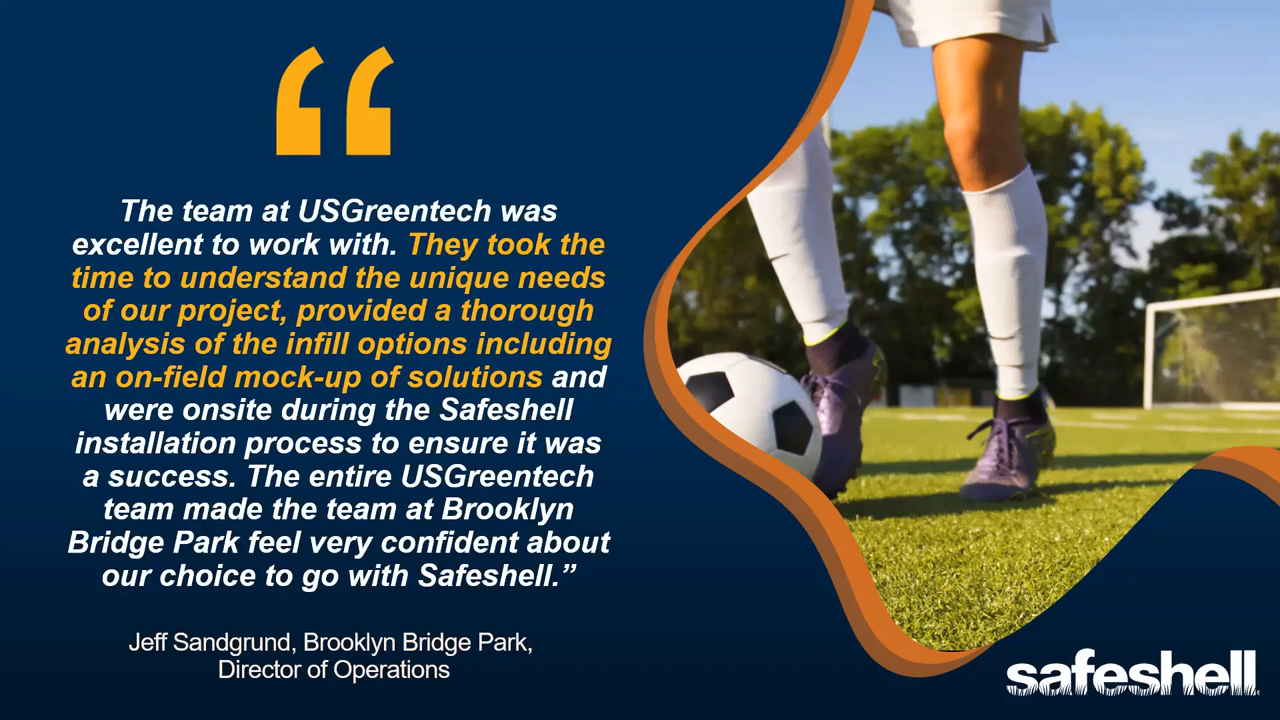 “
The team at USGreentech was
excellent to work with. They took the
time to understand the unique needs
of our project, provided a thorough
analysis of the infill options including
an on-field mock-up of solutions and
were onsite during the Safeshell
installation process to ensure it was
a success. The entire USGreentech
team made the team at Brooklyn
Bridge Park feel very confident about
our choice to go with Safeshell.”
Jeff Sandgrund, Brooklyn Bridge Park,
Director of Operations
safeshell